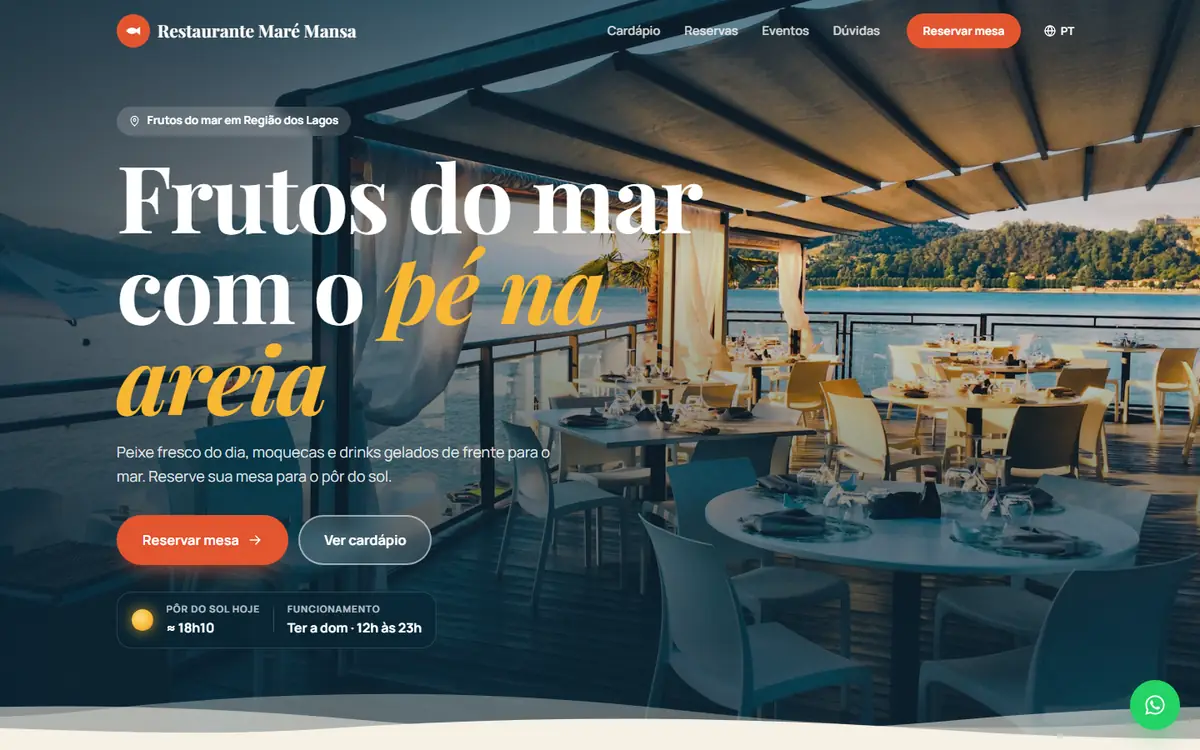 Restaurante Maré Mansa
Cardápio
Reservas
Eventos
Dúvidas
Reservar mesa
PT
Frutos do mar em Região dos Lagos
Frutos do mar
com o pé na
areia
Peixe fresco do dia, moquecas e drinks gelados de frente para o
mar. Reserve sua mesa para o pôr do sol.
Reservar mesa →
Ver cardápio
PÔR DO SOL HOJE
≈ 18h10
FUNCIONAMENTO
Ter a dom · 12h às 23h